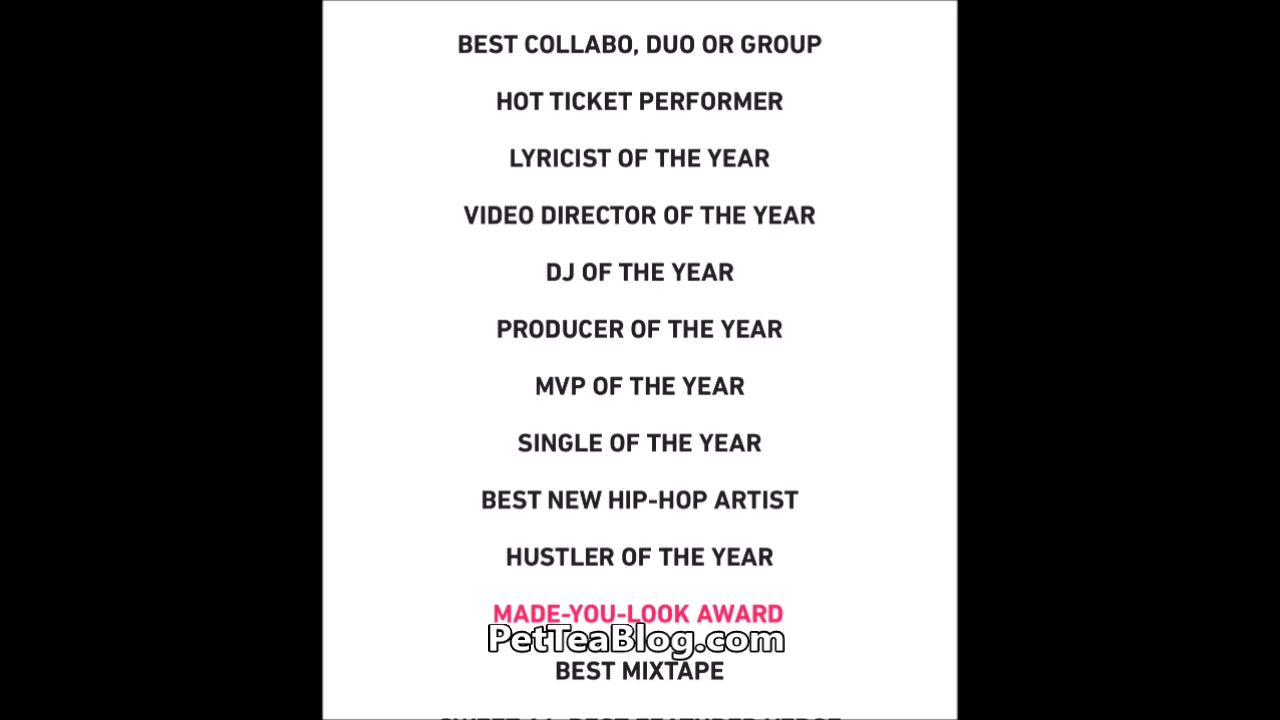 BEST COLLABO, DUO OR GROUP
HOT TICKET PERFORMER
LYRICIST OF THE YEAR
VIDEO DIRECTOR OF THE YEAR
DJ OF THE YEAR
PRODUCER OF THE YEAR
MVP OF THE YEAR
SINGLE OF THE YEAR
BEST NEW HIP-HOP ARTIST
HUSTLER OF THE YEAR
MADE-YOU-LOOK AWARD
PetTeaBlog.com
BEST MIXTAPE